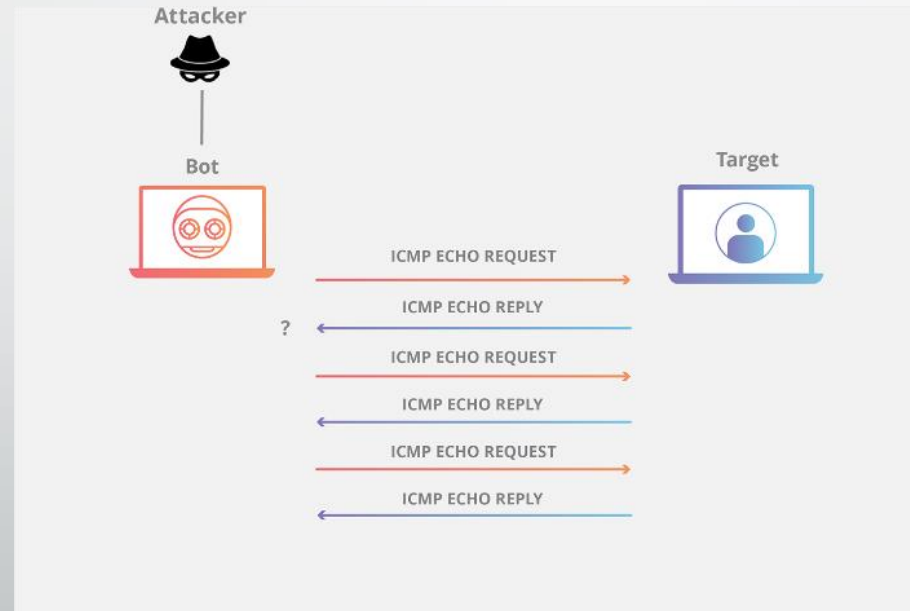 Attacker
Bot
Target
ICMP ECHO REQUEST
ICMP ECHO REPLY
?
ICMP ECHO REQUEST
ICMP ECHO REPLY
ICMP ECHO REQUEST
ICMP ECHO REPLY